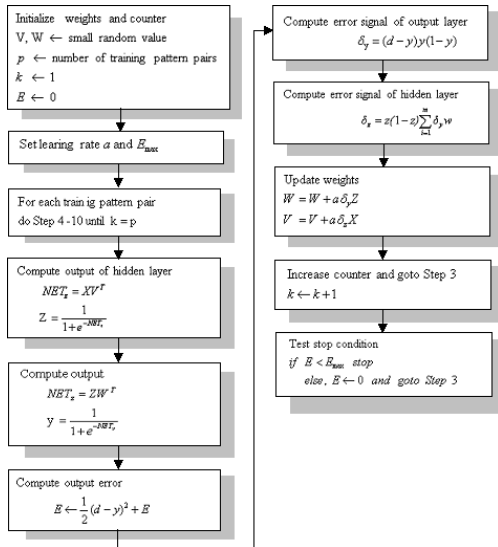 Initialize weights and counter
V, W ← small random value
p ← number of training pattern pairs
k ← 1
E ← 0
Set learing rate a and E_max
For each trainig pattern pair
do Step 4 -10 until k = p
Compute output of hidden layer
NET_z = XV^T
Z = 1 / (1+e^{-NET_z})
Compute output
NET_z = ZW^T
y = 1 / (1+e^{-NET_y})
Compute output error
E ← 1/2 (d − y)² + E
Compute error signal of output layer
δ_y = (d − y) y (1 − y)
Compute error signal of hidden layer
δ_z = z(1 − z) ∑_{i=1}^{m} δ_y w
Update weights
W = W + aδ_y Z
V = V + aδ_z X
Increase counter and goto Step 3
k ← k + 1
Test stop condition
if E < E_max stop
else, E ← 0 and goto Step 3